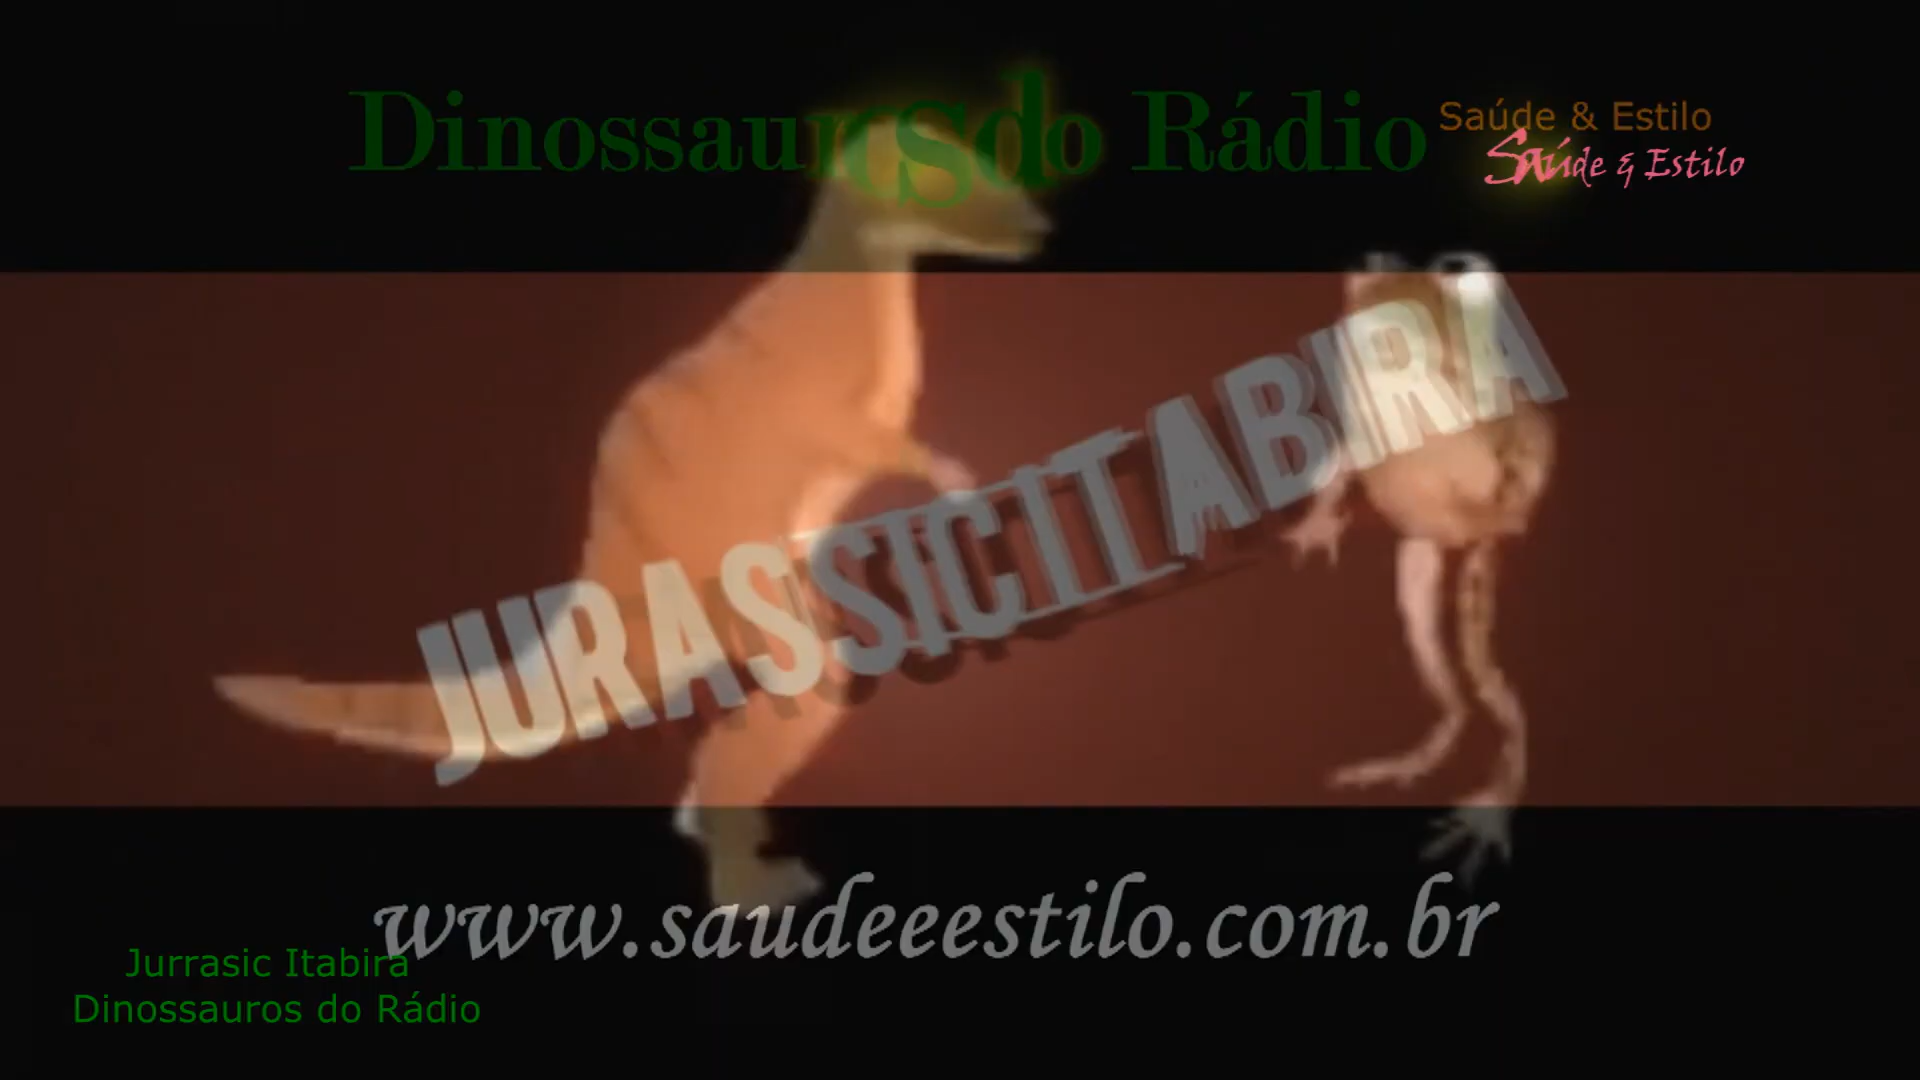 Dinossauros do Rádio
Saúde & Estilo
Saúde & Estilo
JURASSIC ITABIRA
www.saudeeestilo.com.br
Jurrasic Itabira
Dinossauros do Rádio